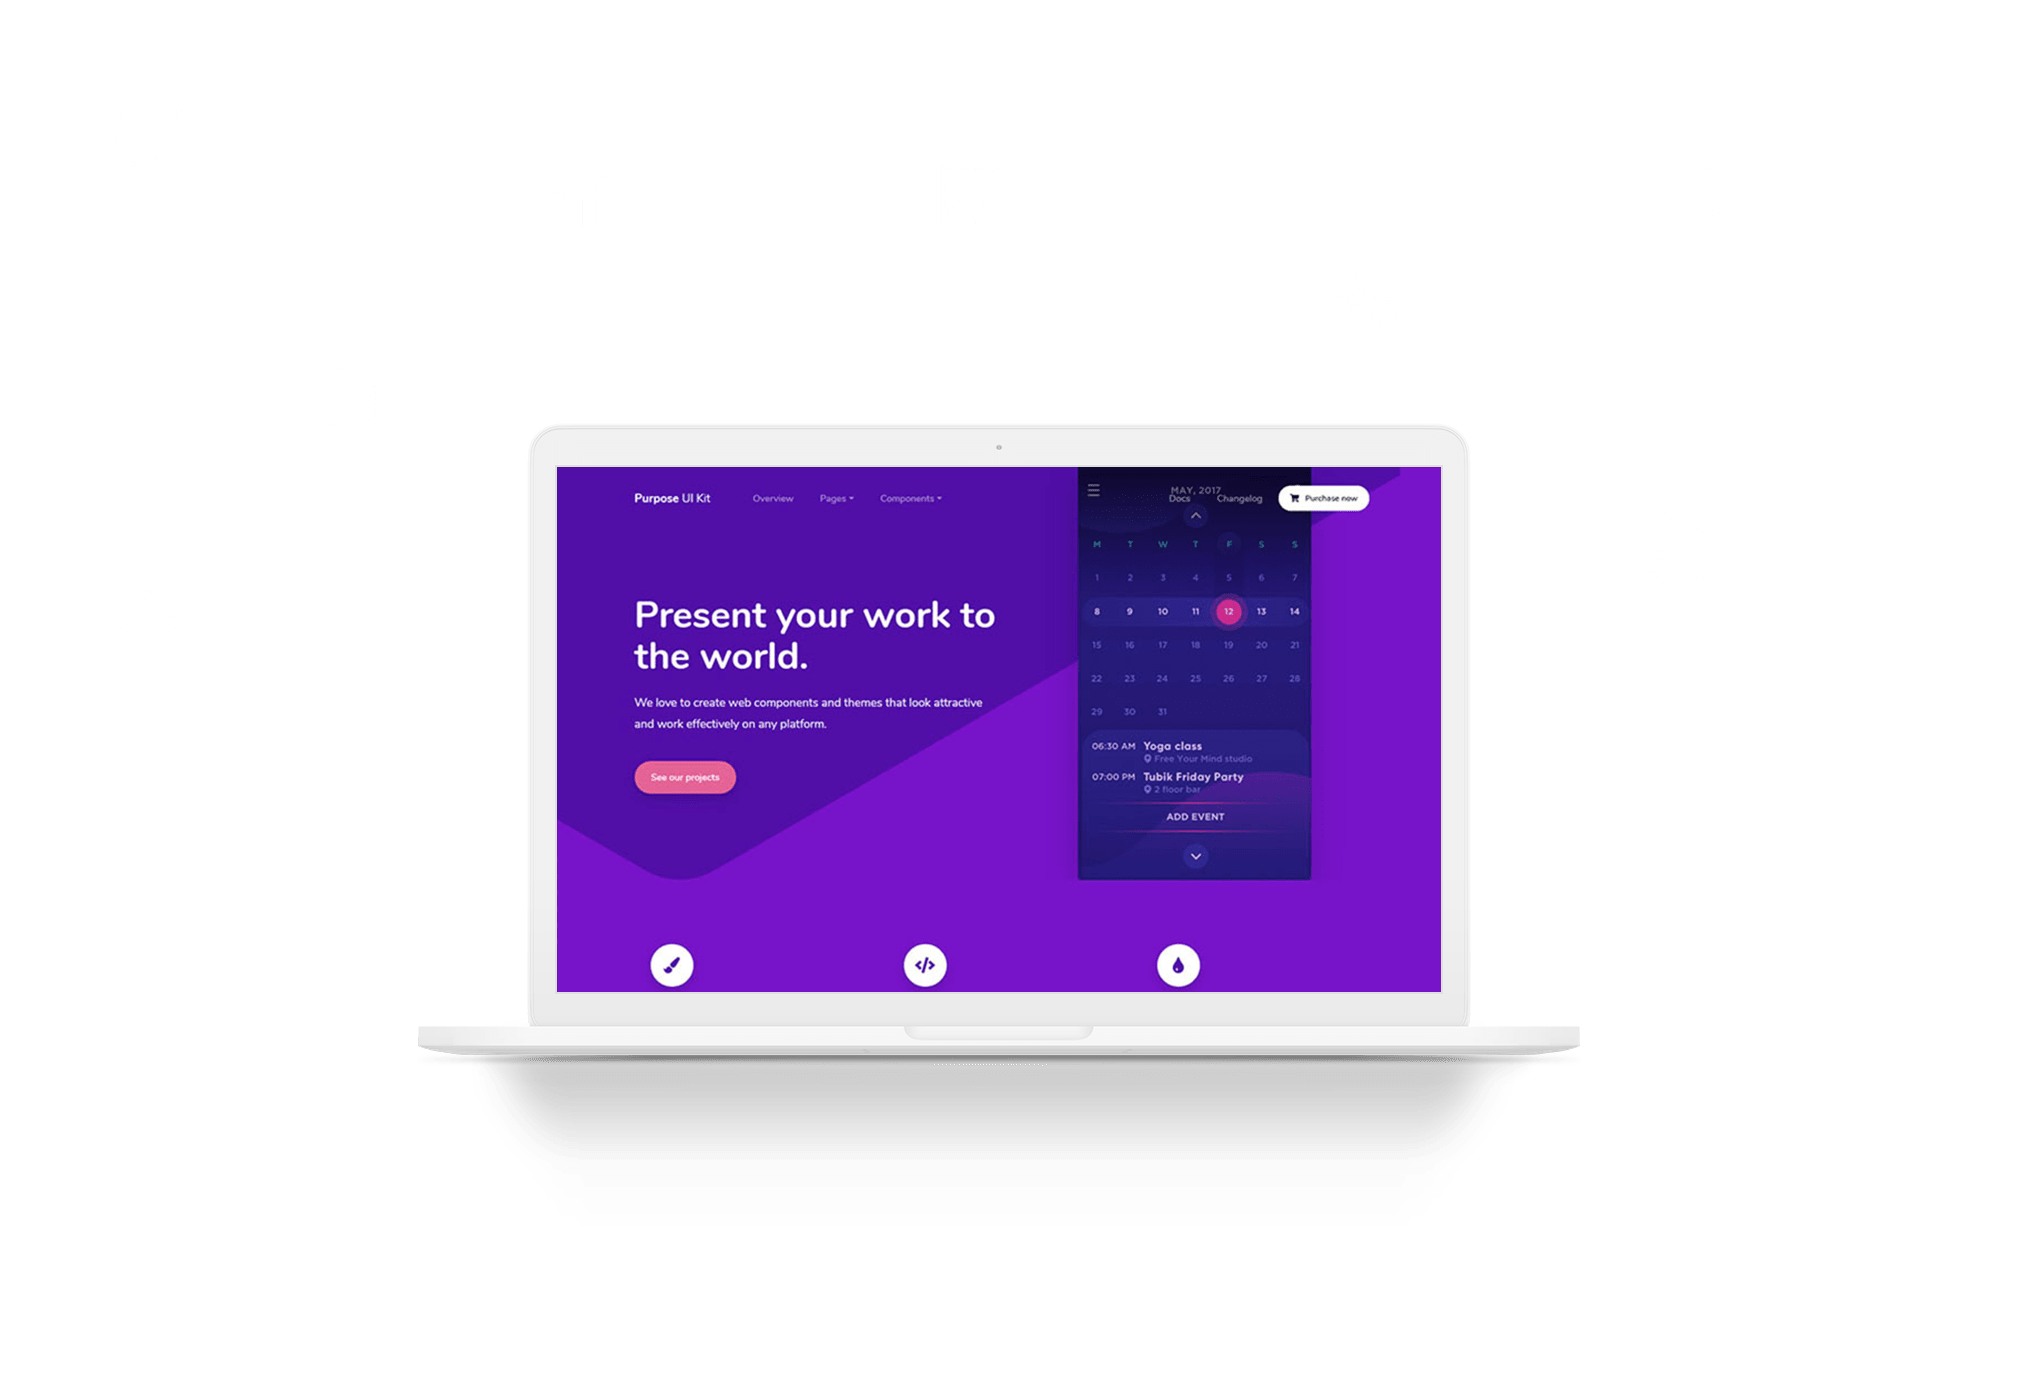 Purpose UI Kit
Overview
Pages
Components
Docs
Changelog
Purchase now
Present your work to
the world.
We love to create web components and themes that look attractive
and work effectively on any platform.
See our projects
MAY, 2017
M T W T F S S
1 2 3 4 5 6 7
8 9 10 11 12 13 14
15 16 17 18 19 20 21
22 23 24 25 26 27 28
29 30 31
06:30 AM Yoga class
Free Your Mind studio
07:00 PM Tubik Friday Party
2 floor bar
ADD EVENT